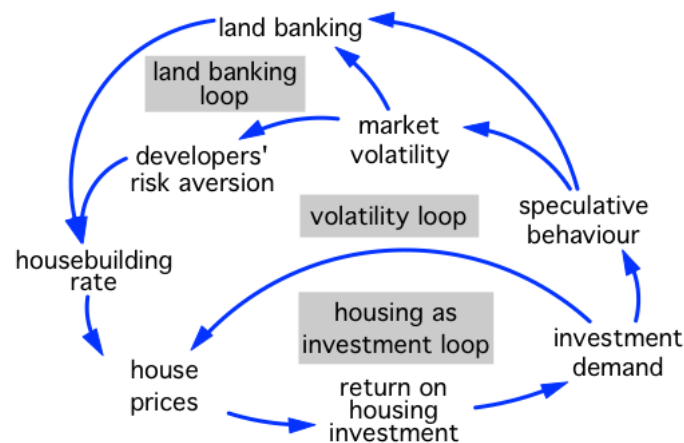 land banking
land banking
loop
market
volatility
developers'
risk aversion
volatility loop
speculative
behaviour
housebuilding
rate
housing as
investment loop
investment
demand
house
prices
return on
housing
investment